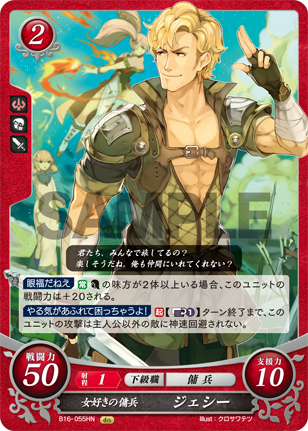 2
SAMPLE
君たち、みんなで旅してるの？
楽しそうだね。俺も仲間にいれてくれない？
眼福だねえ 常 の味方が2体以上いる場合、このユニットの
戦闘力は＋20される。
やる気があふれて困っちゃうよ！ 起 ターン終了まで、この
ユニットの攻撃は主人公以外の敵に神速回避されない。
戦闘力
50
射程 1 下級職 傭兵
支援力
10
女好きの傭兵 ジェシー
B16-055HN 4th Illust：クロサワテツ